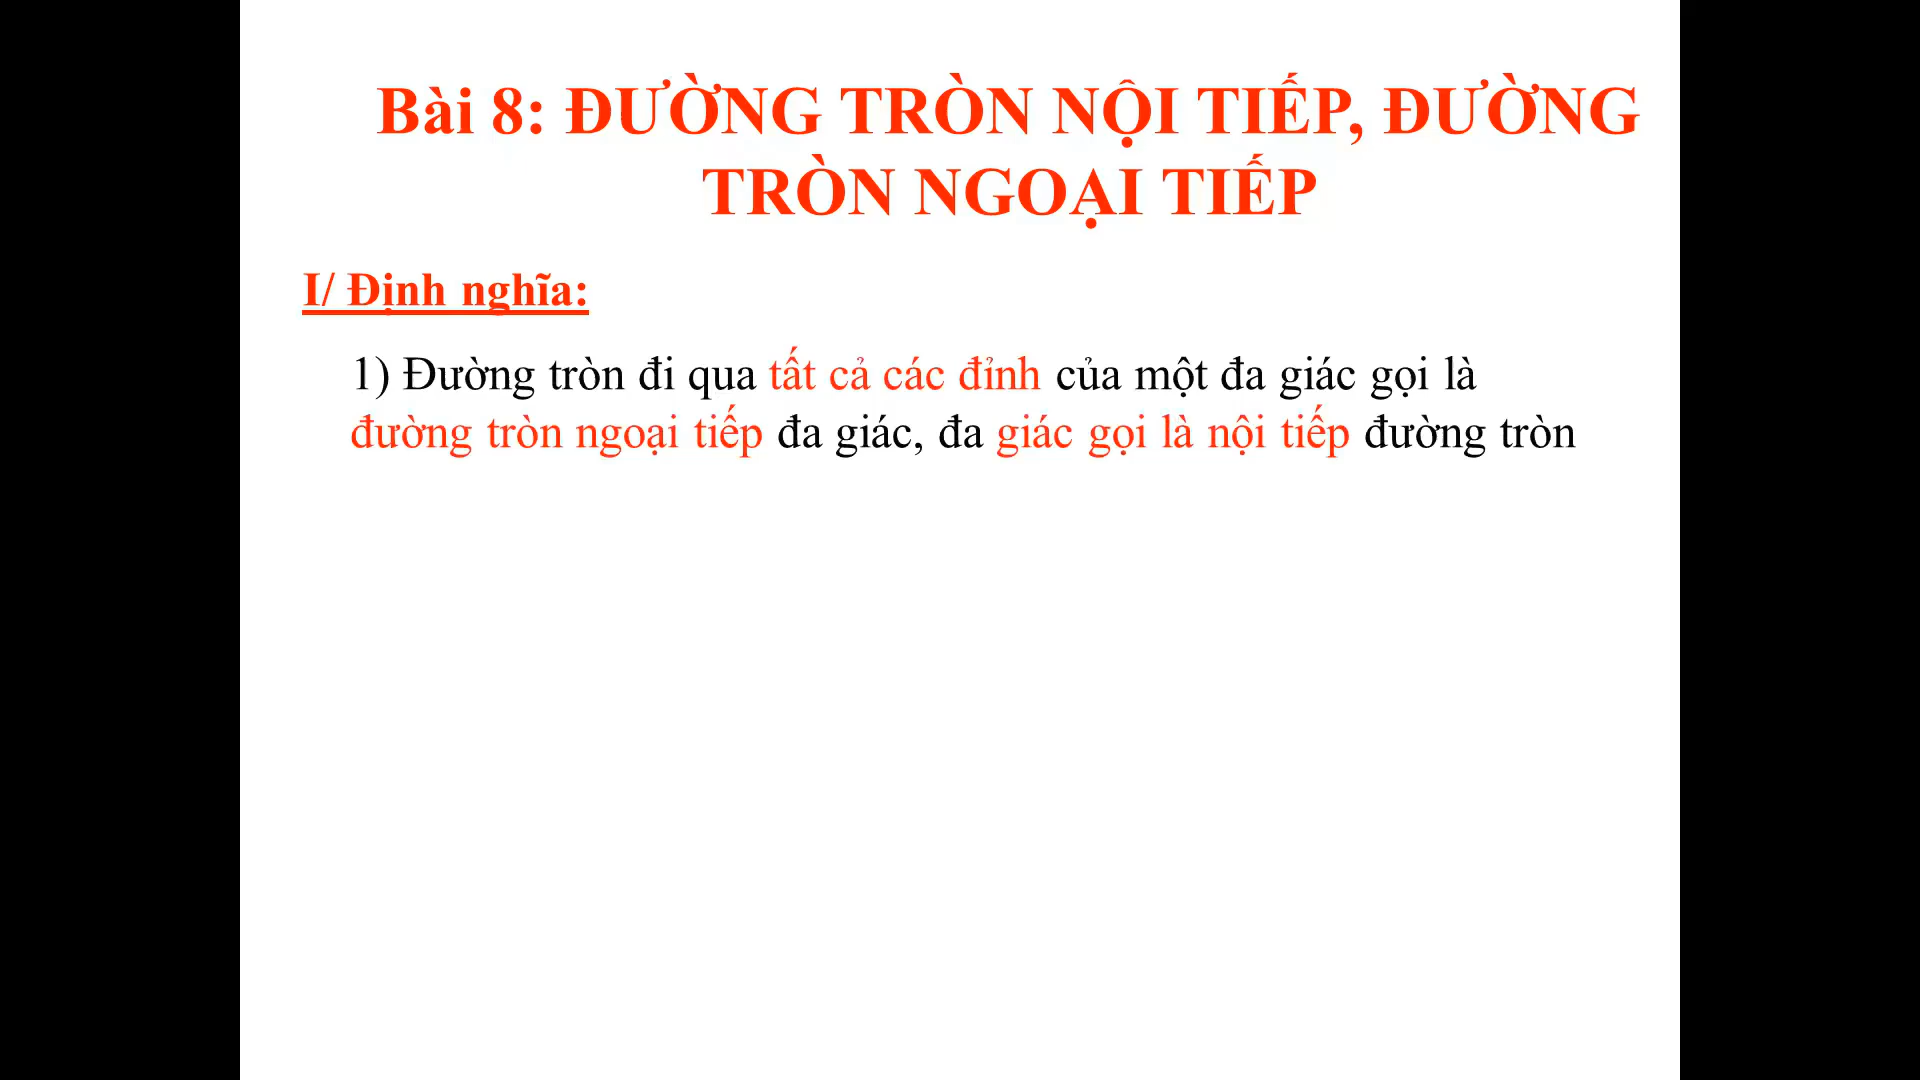 Bài 8: ĐƯỜNG TRÒN NỘI TIẾP, ĐƯỜNG
TRÒN NGOẠI TIẾP
I/ Định nghĩa:
1) Đường tròn đi qua tất cả các đỉnh của một đa giác gọi là
đường tròn ngoại tiếp đa giác, đa giác gọi là nội tiếp đường tròn